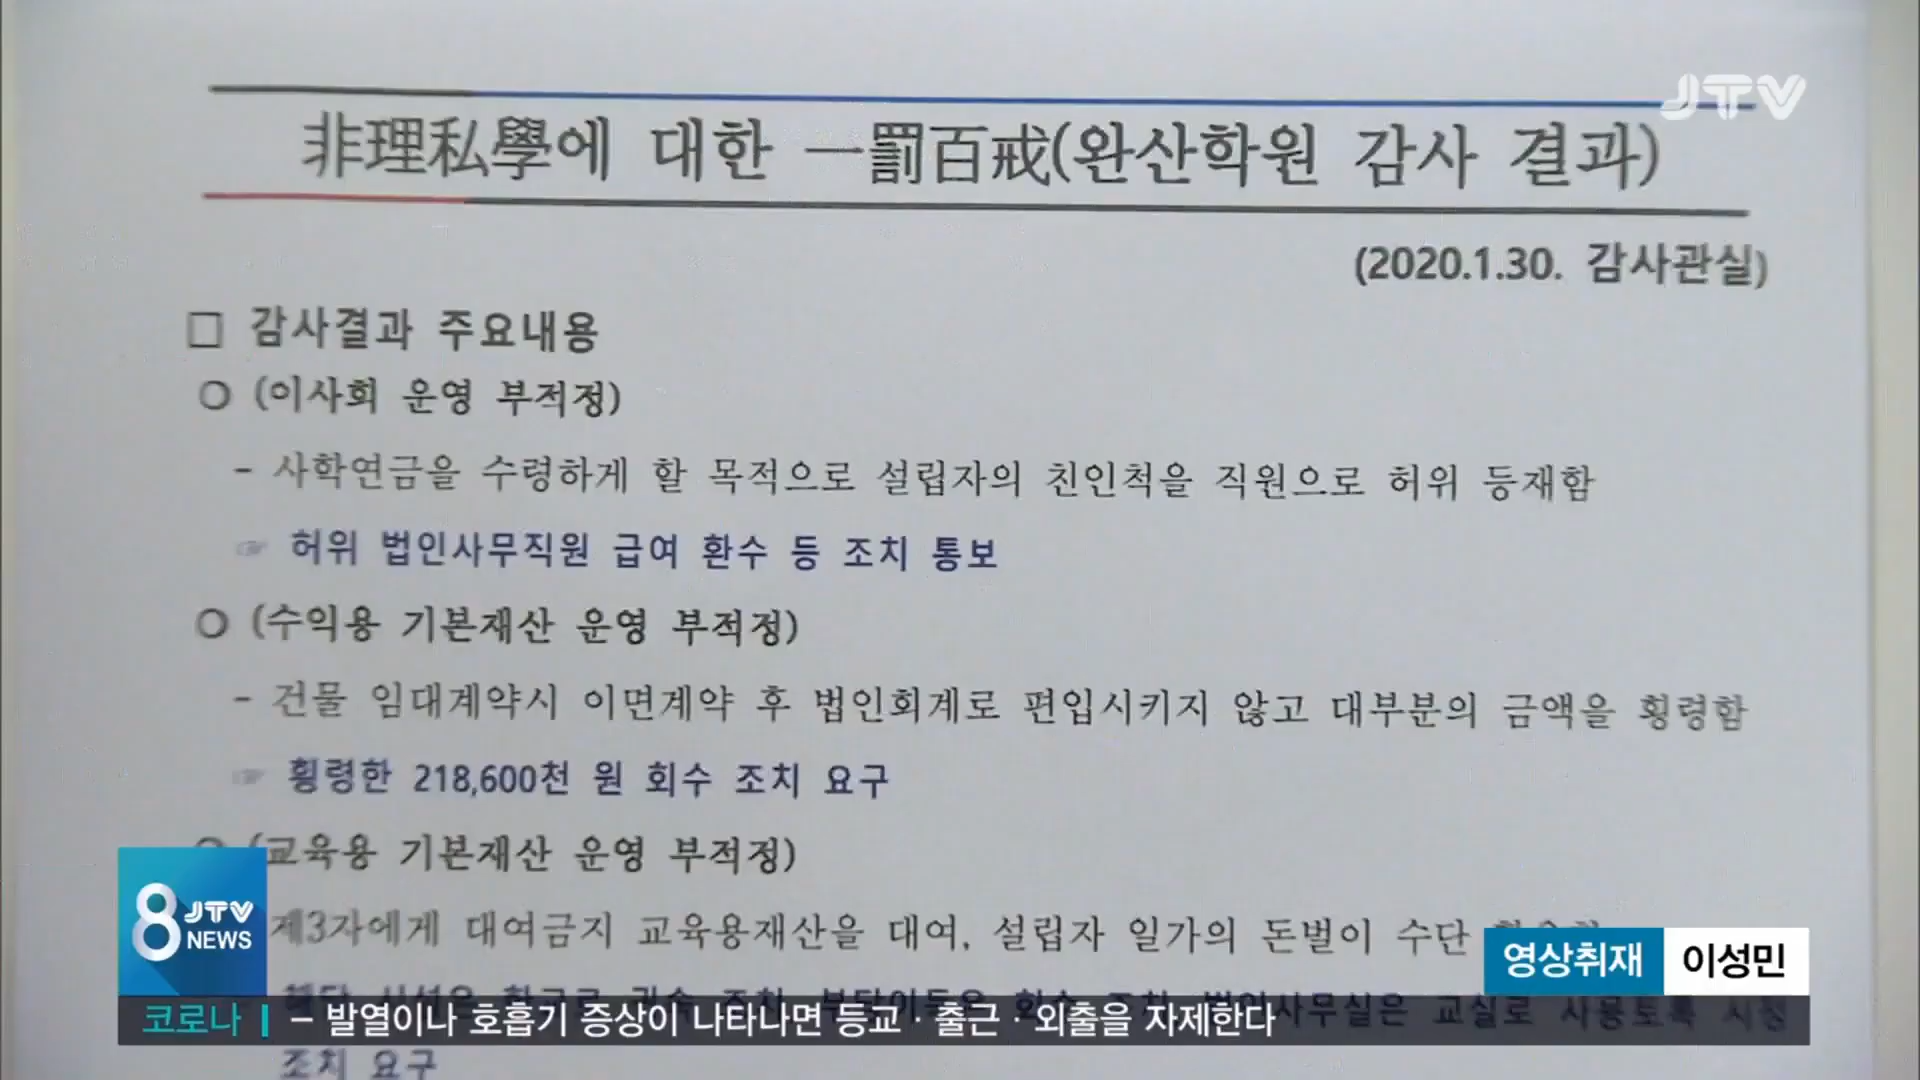 JTV
非理私學에 대한 一罰百戒(완산학원 감사 결과)
(2020.1.30. 감사관실)
□ 감사결과 주요내용
○ (이사회 운영 부적정)
- 사학연금을 수령하게 할 목적으로 설립자의 친인척을 직원으로 허위 등재함
☞ 허위 법인사무직원 급여 환수 등 조치 통보
○ (수익용 기본재산 운영 부적정)
- 건물 임대계약시 이면계약 후 법인회계로 편입시키지 않고 대부분의 금액을 횡령함
☞ 횡령한 218,600천 원 회수 조치 요구
○ (교육용 기본재산 운영 부적정)
제3자에게 대여금지 교육용재산을 대여, 설립자 일가의 돈벌이 수단
8 JTV NEWS
영상취재 이성민
교실로 사용토록 시정
코로나 | - 발열이나 호흡기 증상이 나타나면 등교·출근·외출을 자제한다
조치 요구